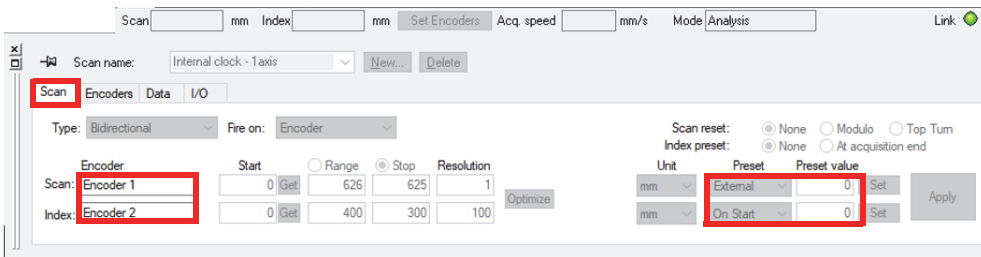 Scan mm Index mm Set Encoders Acq. speed mm/s Mode Analysis Link
Scan name: Internal clock - 1axis New... Delete
Scan Encoders Data I/O
Type: Bidirectional Fire on: Encoder Scan reset: None Modulo Top Turn
Index preset: None At acquisition end
Encoder Start Range Stop Resolution Unit Preset Preset value
Scan: Encoder 1 0 Get 626 625 1 Optimize mm External 0 Set Apply
Index: Encoder 2 0 Get 400 300 100 mm On Start 0 Set